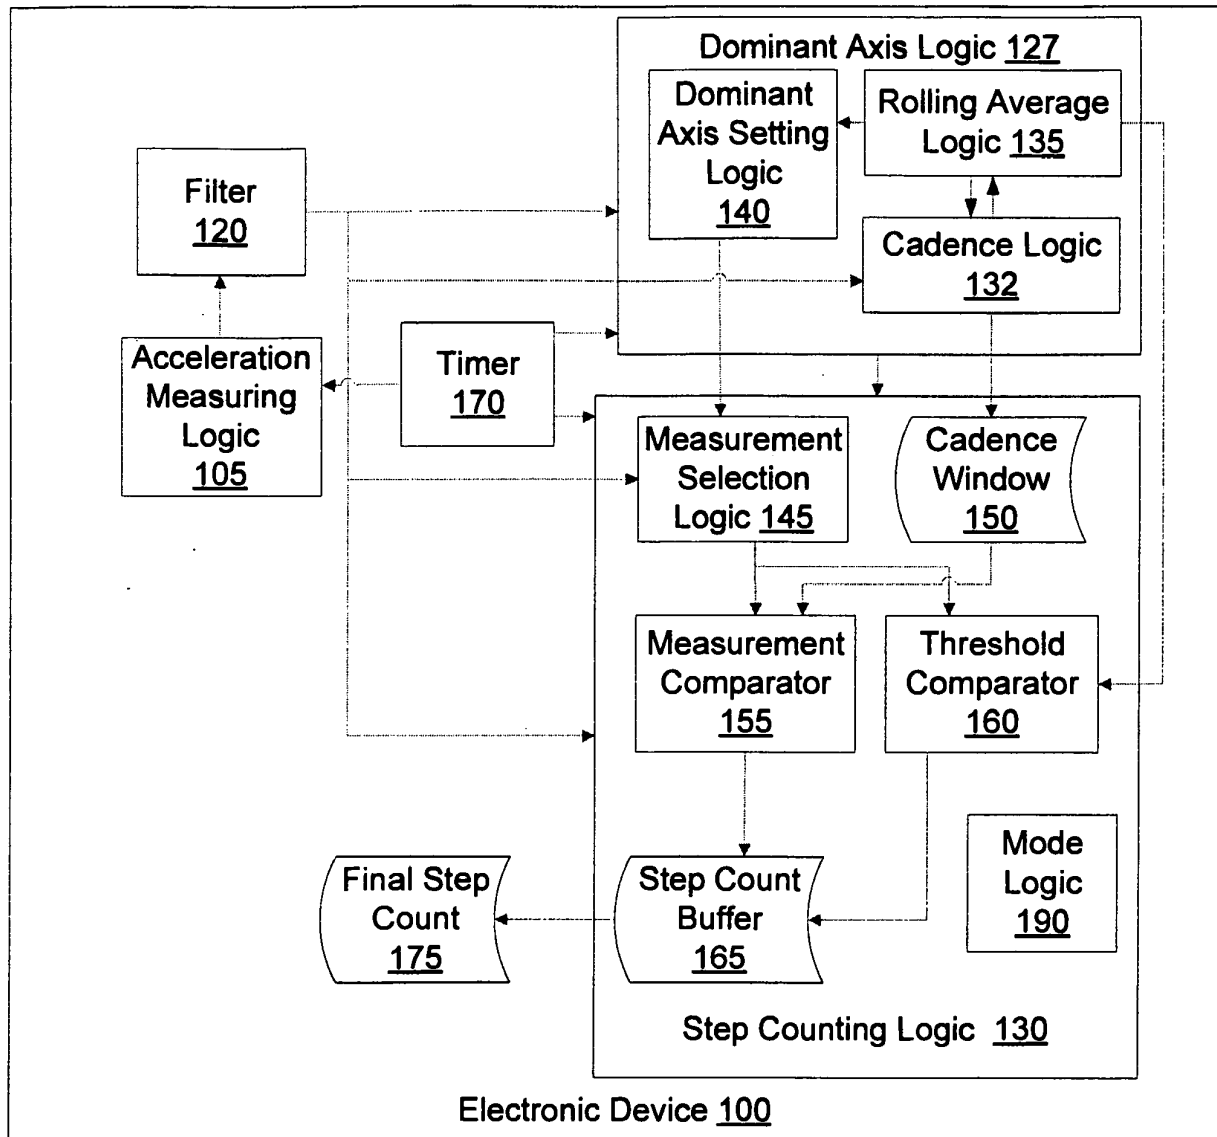 Dominant Axis Logic 127
Dominant
Axis Setting
Logic
140
Rolling Average
Logic 135
Filter
120
Cadence Logic
132
Acceleration
Measuring
Logic
105
Timer
170
Measurement
Selection
Logic 145
Cadence
Window
150
Measurement
Comparator
155
Threshold
Comparator
160
Mode
Logic
190
Final Step
Count
175
Step Count
Buffer
165
Step Counting Logic 130
Electronic Device 100